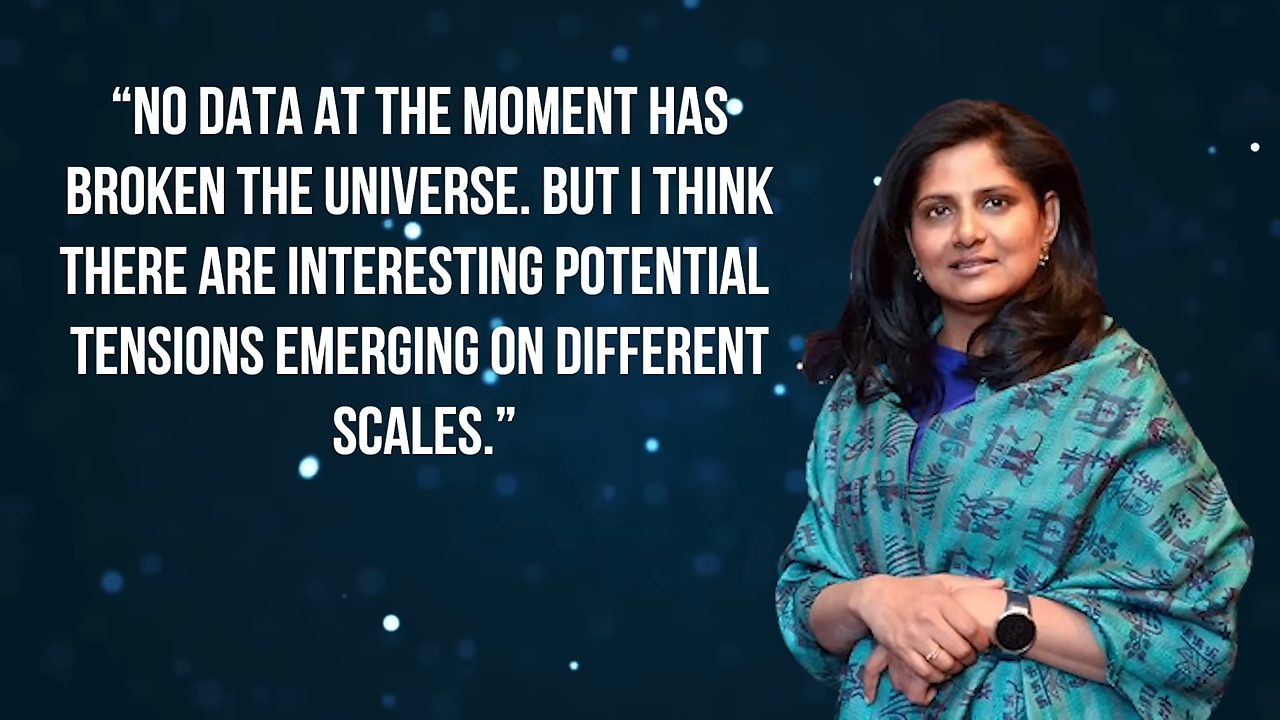 “NO DATA AT THE MOMENT HAS
BROKEN THE UNIVERSE. BUT I THINK
THERE ARE INTERESTING POTENTIAL
TENSIONS EMERGING ON DIFFERENT
SCALES.”